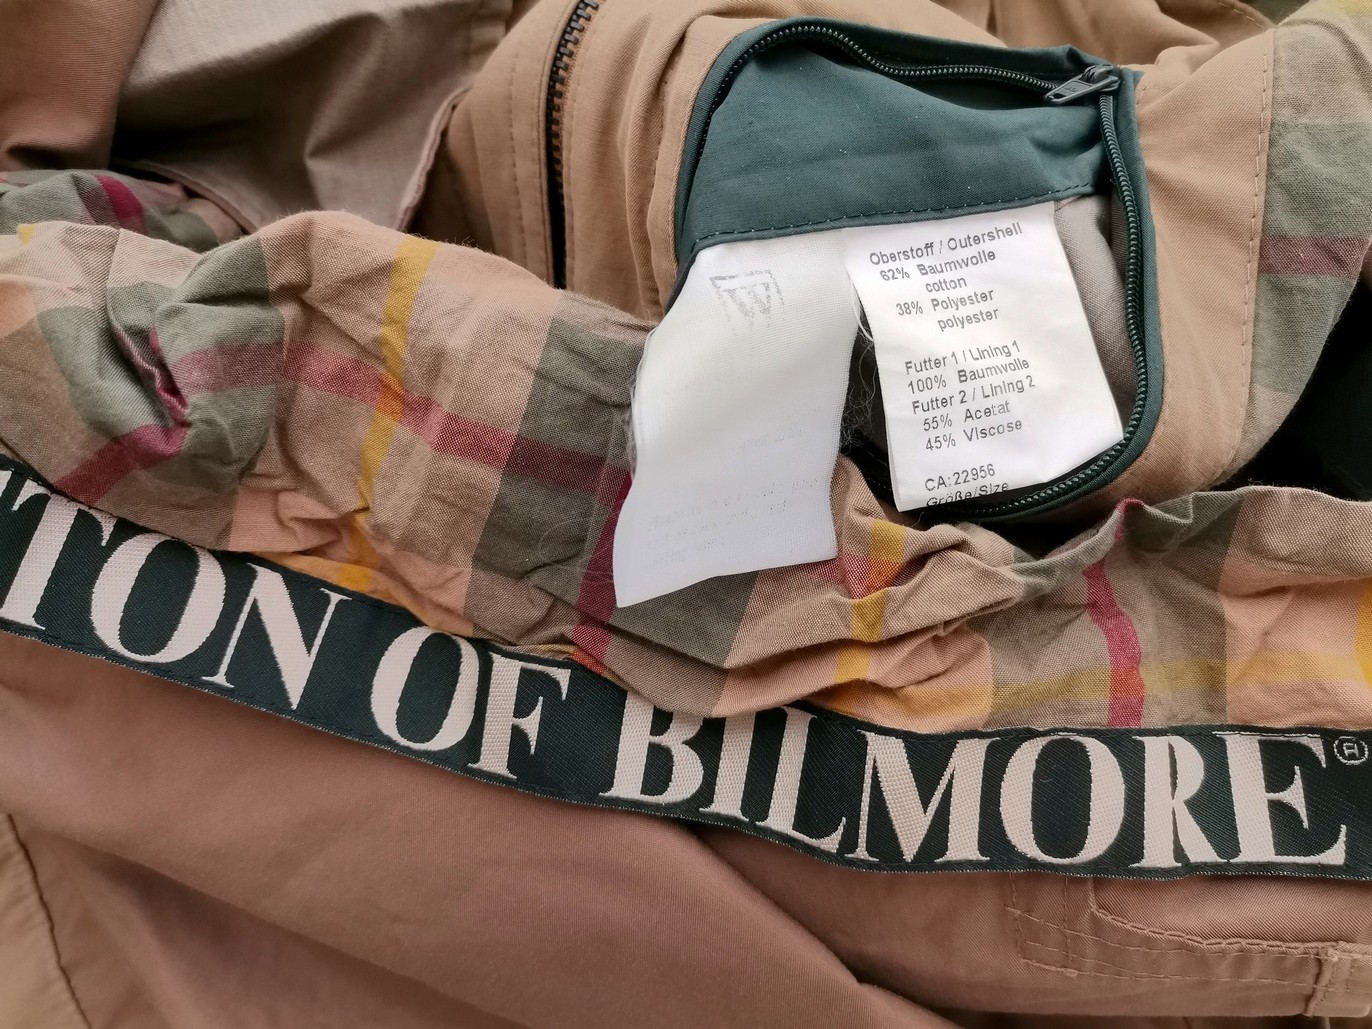 Oberstoff / Outershell
62% Baumwolle
cotton
38% Polyester
polyester
Futter 1 / Lining 1
100% Baumwolle
Futter 2 / Lining 2
55% Acetat
45% Viscose
CA:22956
Größe/Size
TON OF BILMORE®